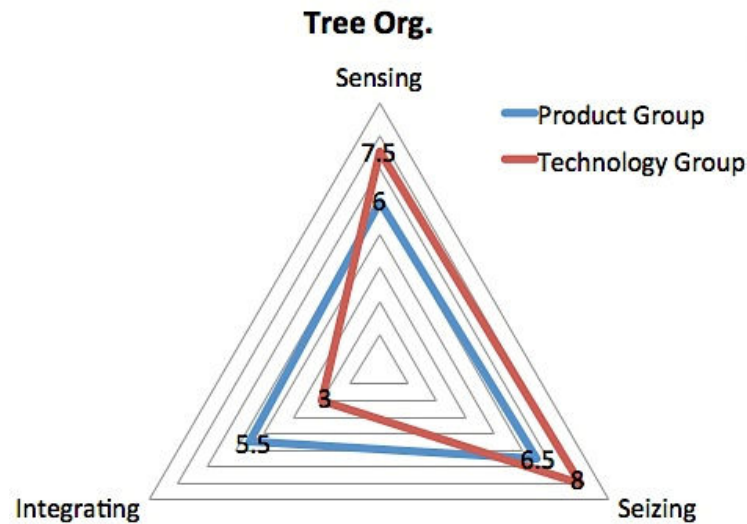 Tree Org.
Sensing
Product Group
Technology Group
7.5
6
3
5.5
6.5
8
Integrating
Seizing